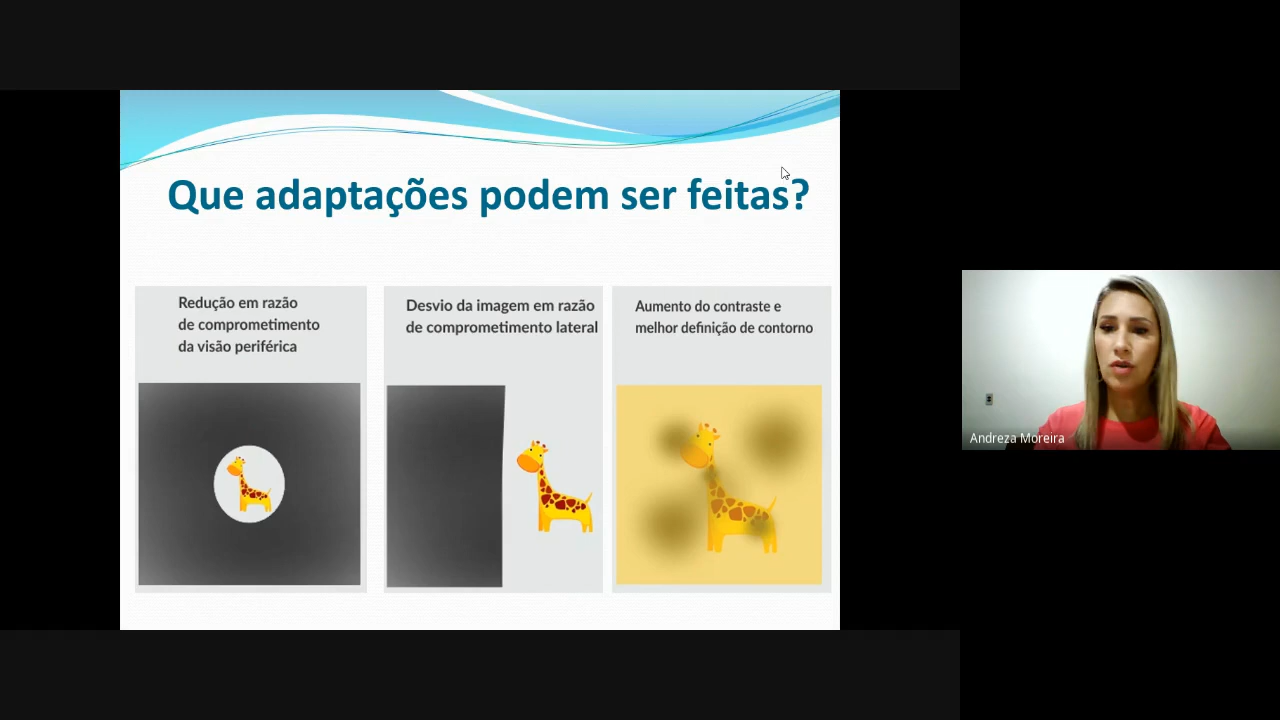 Que adaptações podem ser feitas?
Redução em razão
de comprometimento
da visão periférica
Desvio da imagem em razão
de comprometimento lateral
Aumento do contraste e
melhor definição de contorno
Andreza Moreira